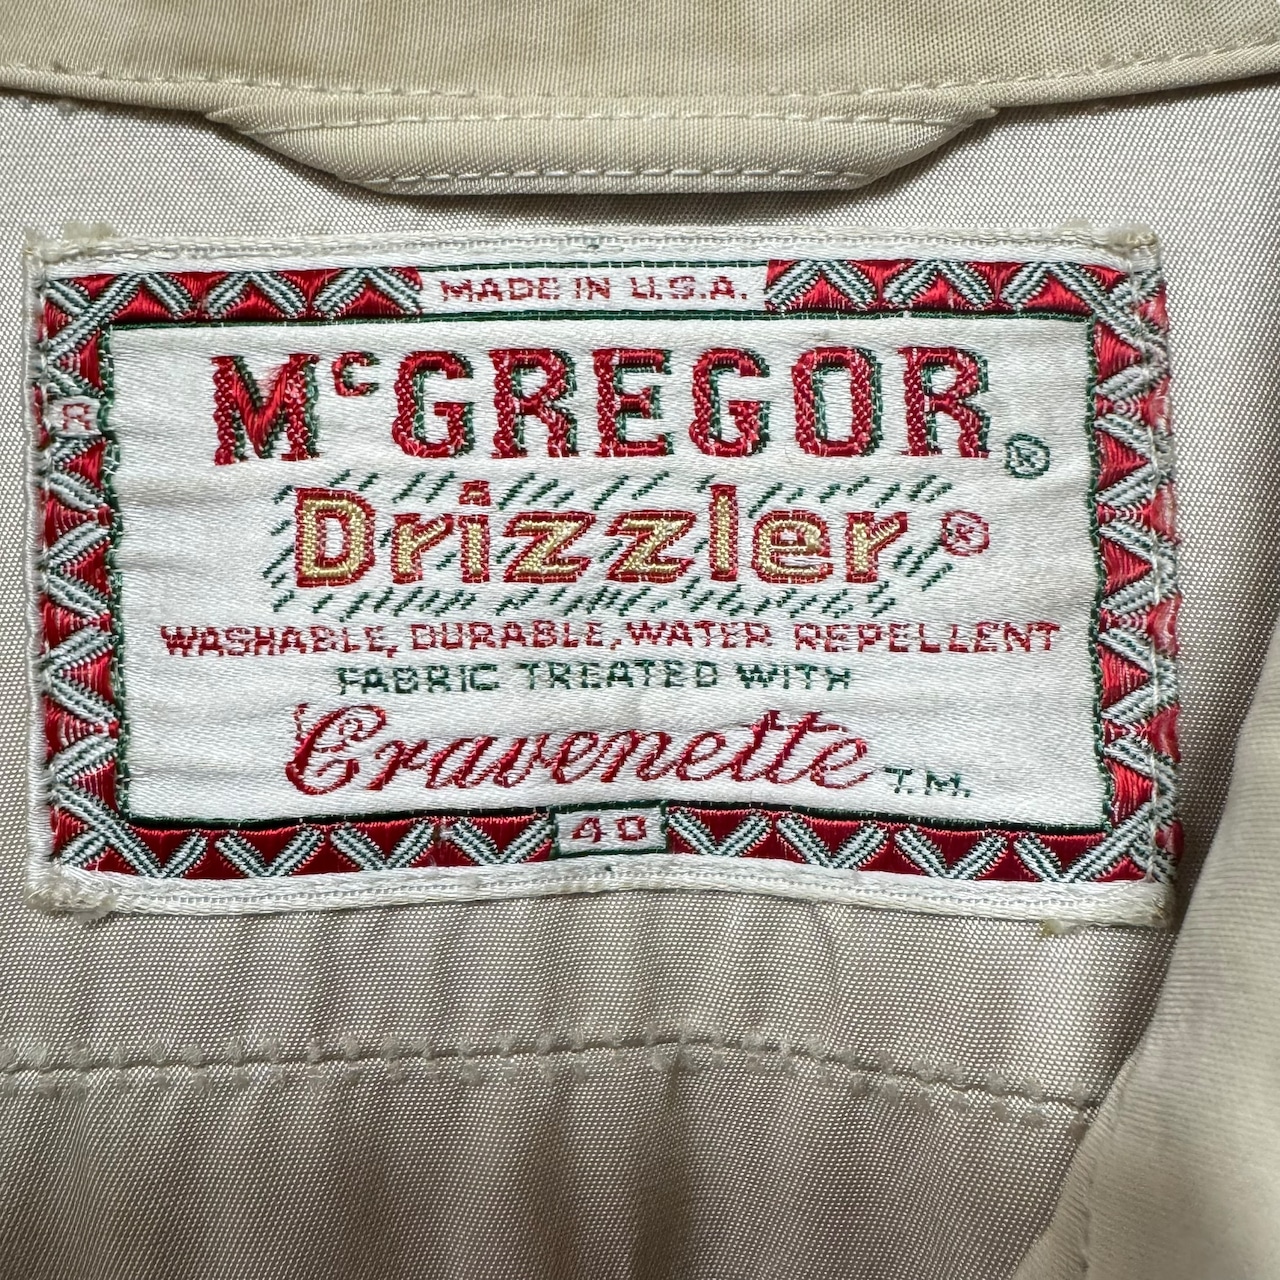 MADE IN U.S.A.
McGREGOR®
R
Drizzler®
WASHABLE, DURABLE, WATER REPELLENT
FABRIC TREATED WITH
Cravenette T.M.
40